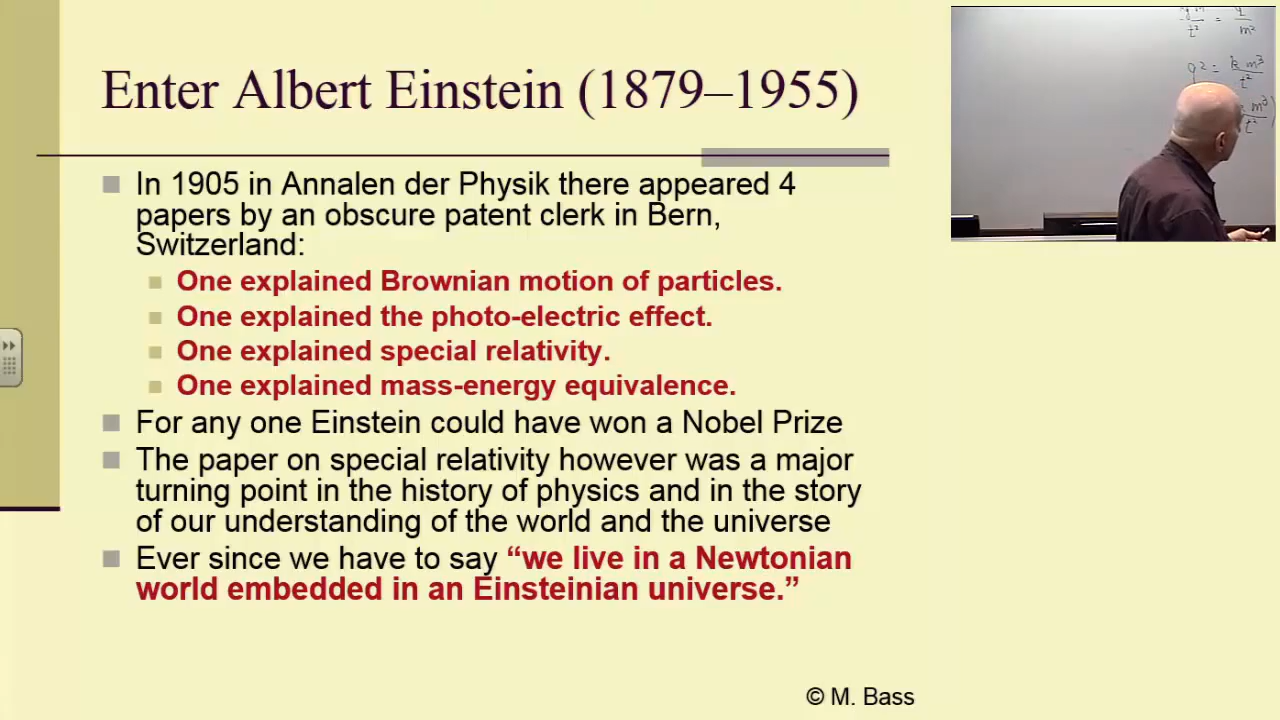 Enter Albert Einstein (1879–1955)
In 1905 in Annalen der Physik there appeared 4
papers by an obscure patent clerk in Bern,
Switzerland:
One explained Brownian motion of particles.
One explained the photo-electric effect.
One explained special relativity.
One explained mass-energy equivalence.
For any one Einstein could have won a Nobel Prize
The paper on special relativity however was a major
turning point in the history of physics and in the story
of our understanding of the world and the universe
Ever since we have to say “we live in a Newtonian
world embedded in an Einsteinian universe.”
© M. Bass